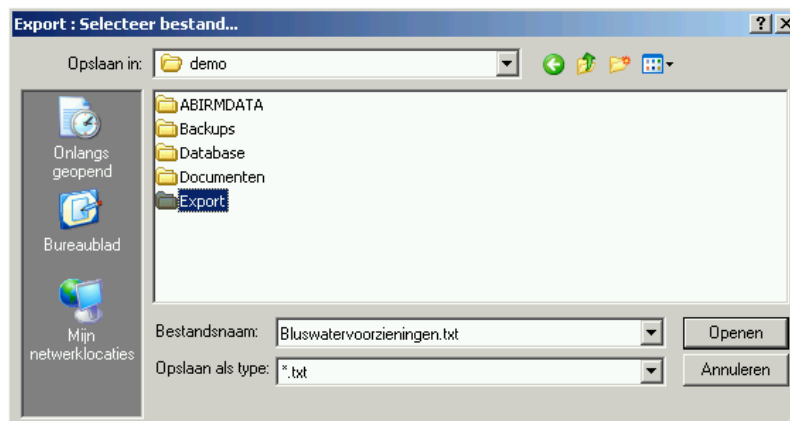 Export : Selecteer bestand...
Opslaan in: demo
ABIRMDATA
Backups
Database
Documenten
Export
Onlangs
geopend
Bureaublad
Mijn
netwerklocaties
Bestandsnaam: Bluswatervoorzieningen.txt Openen
Opslaan als type: *.txt Annuleren